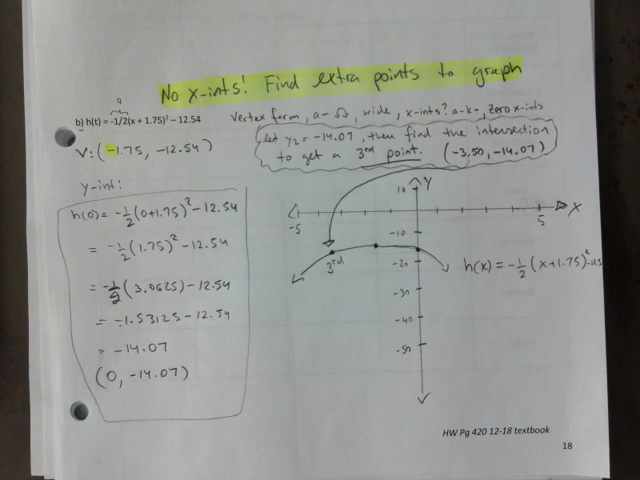 No x-ints! Find extra points to graph
a
b) h(t) = -1/2(x + 1.75)² – 12.54
Vertex form, a-, wide, x-ints? a-k-, zero x-ints
V: (-1.75, -12.54)
let y₂ = -14.07, then find the intersection
to get a 3rd point. (-3.50, -14.07)
y-int:
h(0) = -½(0+1.75)² - 12.54
= -½(1.75)² - 12.54
= -½(3.0625) - 12.54
= -1.53125 - 12.54
= -14.07
(0, -14.07)
10 Y
-5 5 X
-10
3rd -20
h(x) = -½(x+1.75)² -12.5
-30
-40
-50
HW Pg 420 12-18 textbook
18